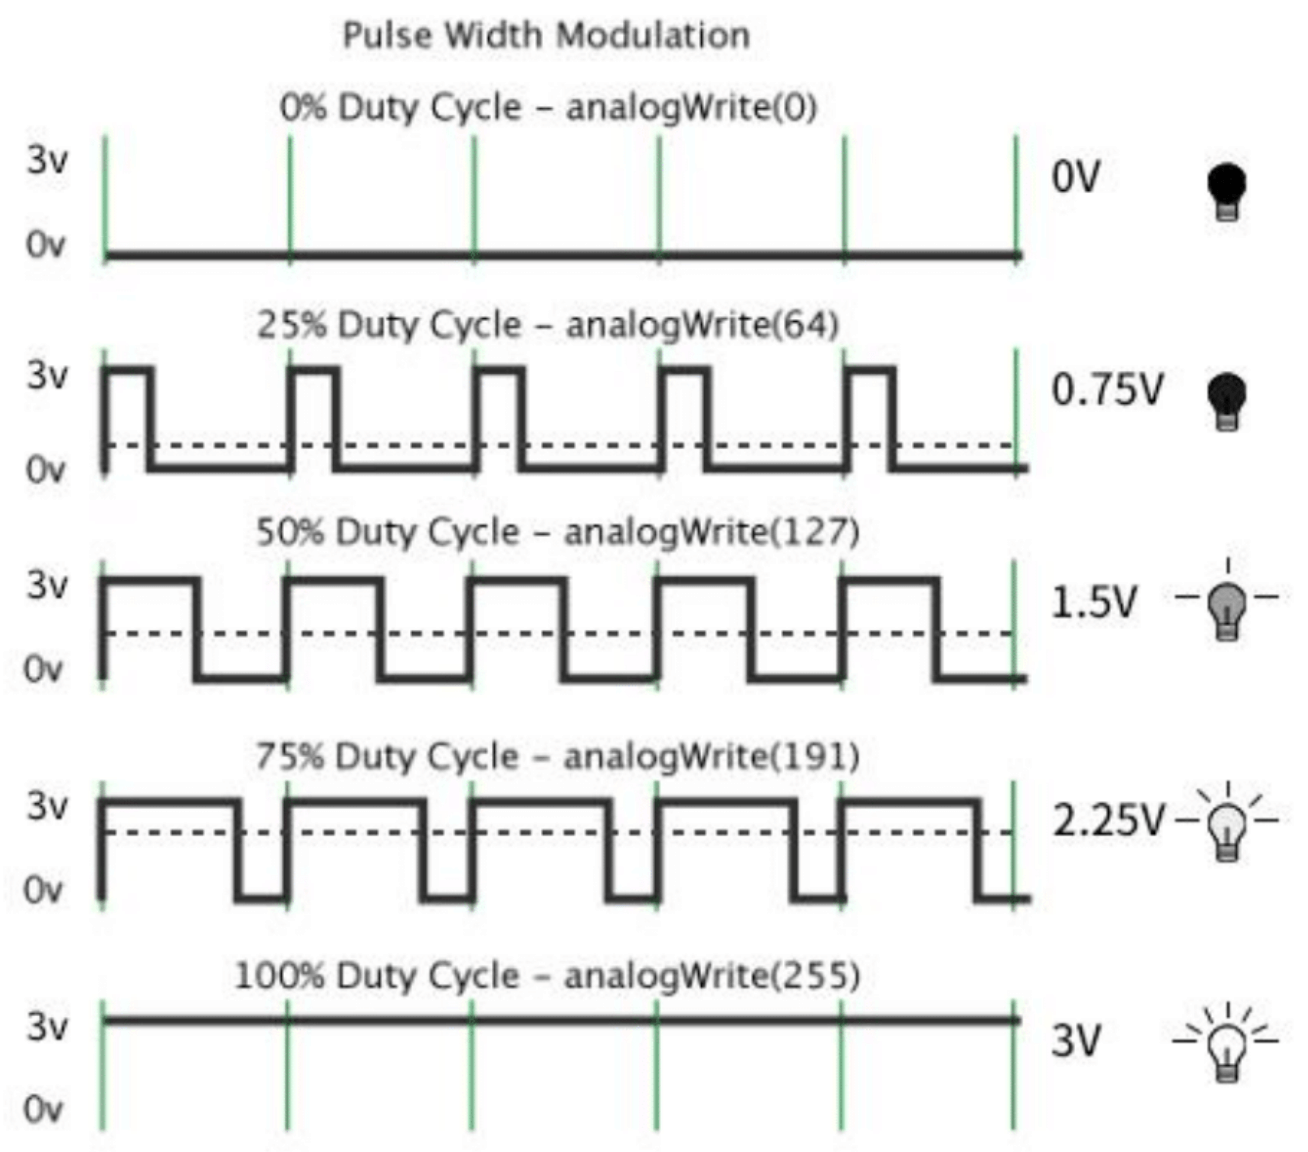 Pulse Width Modulation
0% Duty Cycle – analogWrite(0)
3v
0V
0v
25% Duty Cycle – analogWrite(64)
3v
0.75V
0v
50% Duty Cycle – analogWrite(127)
3v
1.5V
0v
75% Duty Cycle – analogWrite(191)
3v
2.25V
0v
100% Duty Cycle – analogWrite(255)
3v
3V
0v